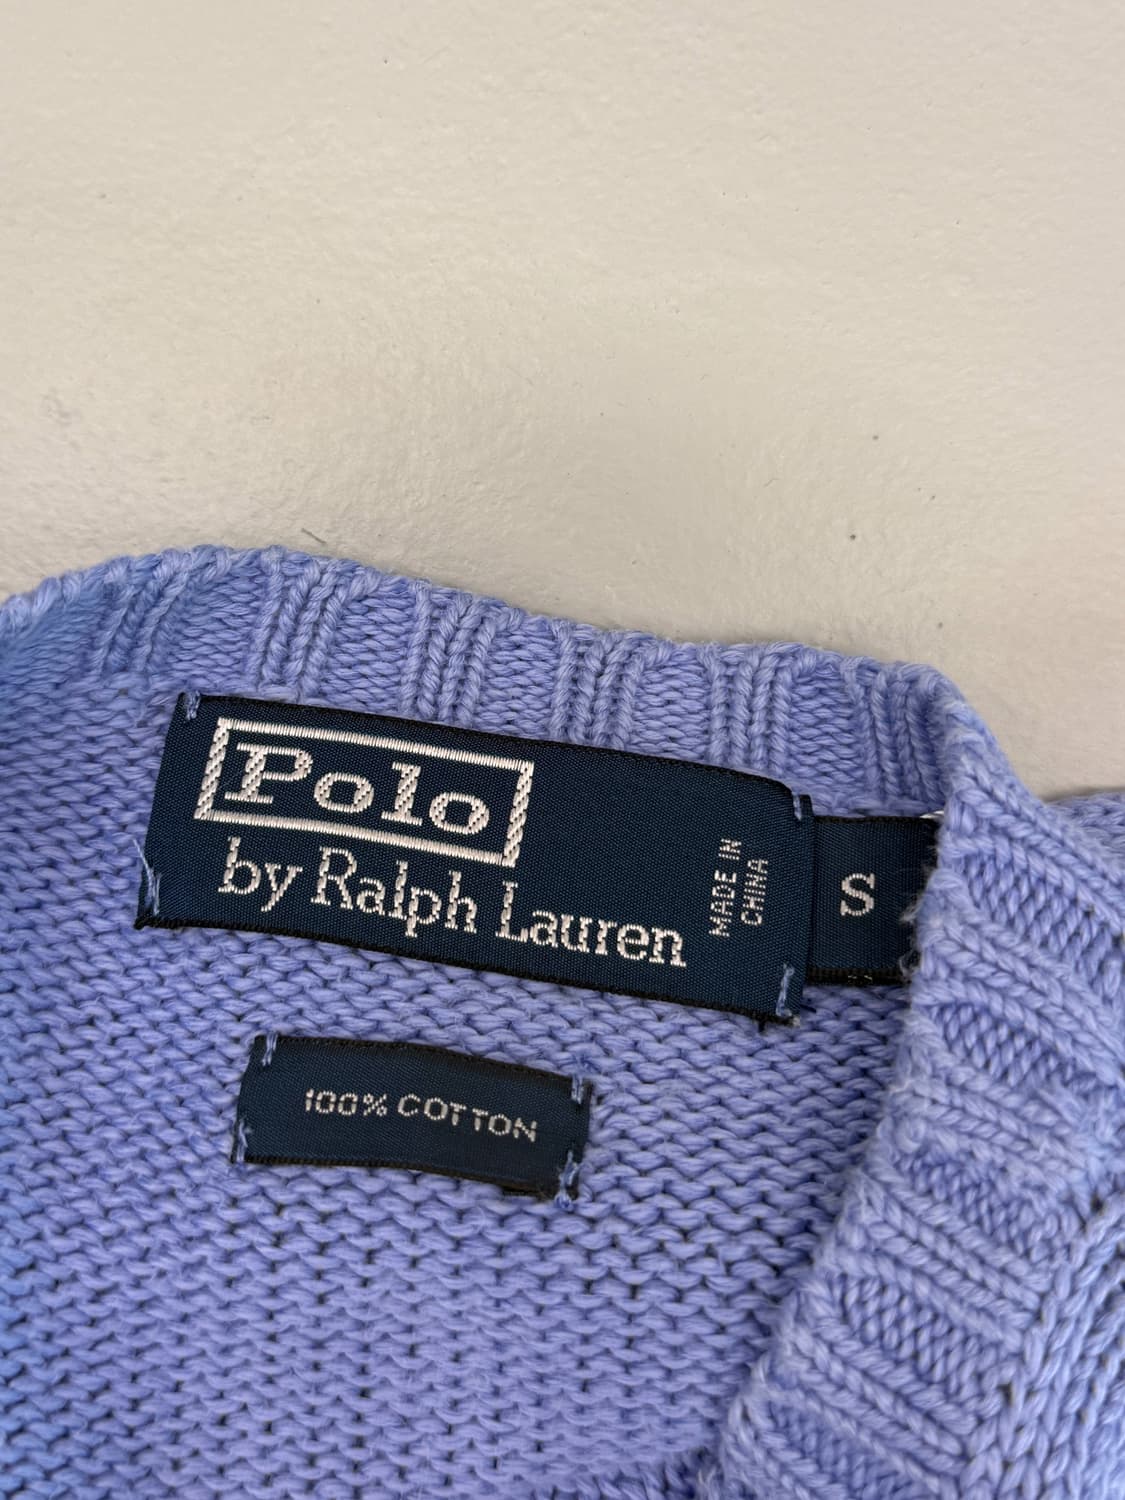 Polo
by Ralph Lauren
MADE IN
CHINA
S
100% COTTON